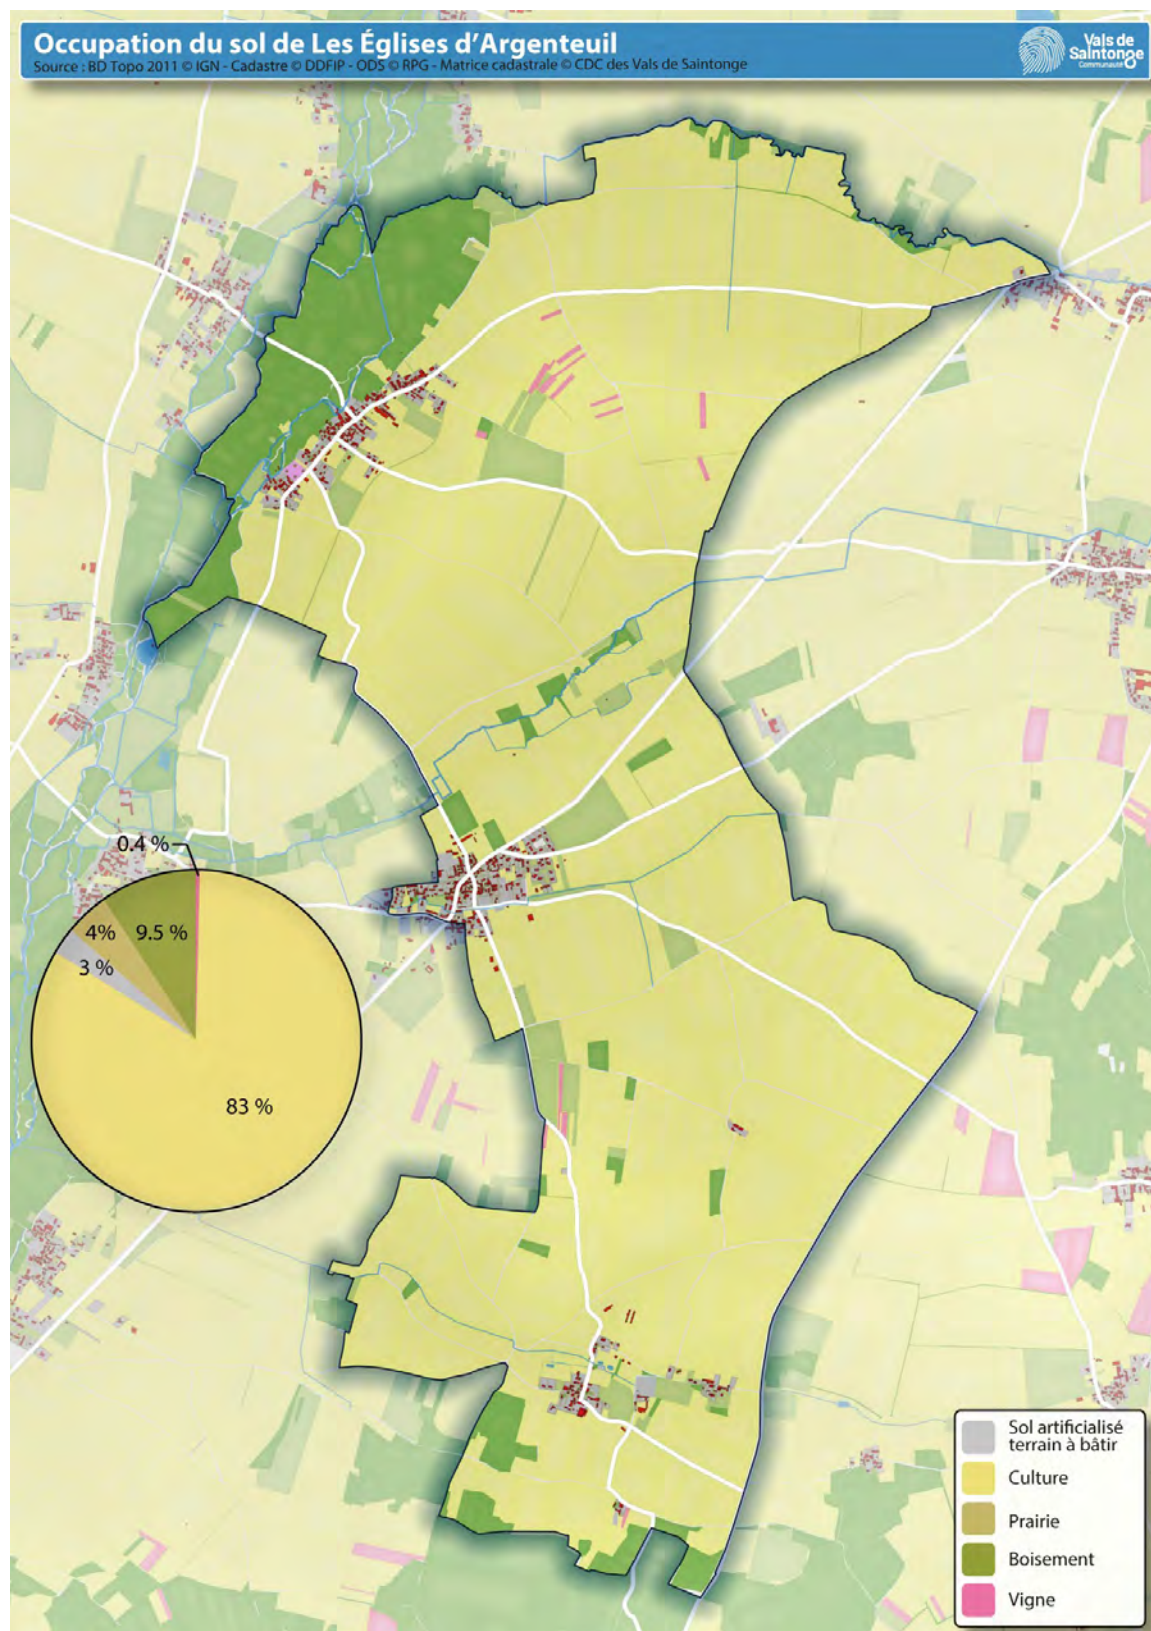 Occupation du sol de Les Églises d'Argenteuil
Source : BD Topo 2011 © IGN - Cadastre © DDFIP - ODS © RPG - Matrice cadastrale © CDC des Vals de Saintonge
Vals de
Saintonge
Communauté
0.4 %
4%
9.5 %
3 %
83 %
Sol artificialisé
terrain à bâtir
Culture
Prairie
Boisement
Vigne